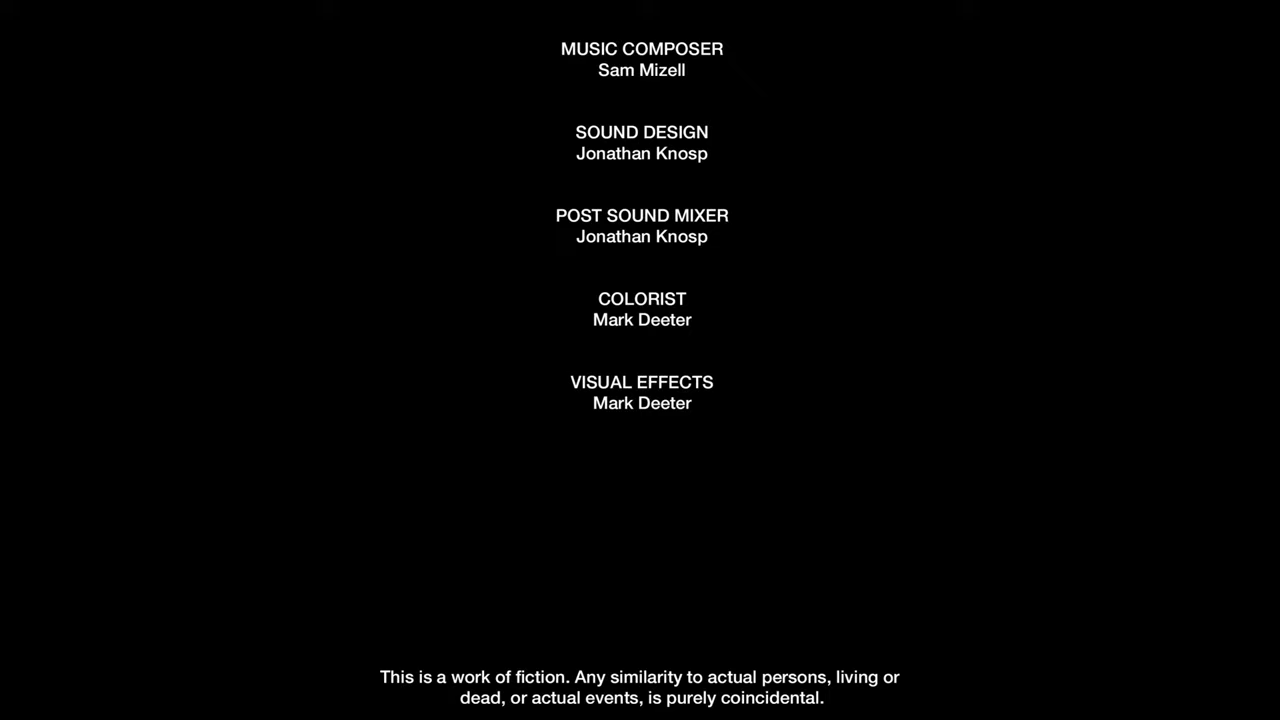 MUSIC COMPOSER
Sam Mizell
SOUND DESIGN
Jonathan Knosp
POST SOUND MIXER
Jonathan Knosp
COLORIST
Mark Deeter
VISUAL EFFECTS
Mark Deeter
This is a work of fiction. Any similarity to actual persons, living or
dead, or actual events, is purely coincidental.